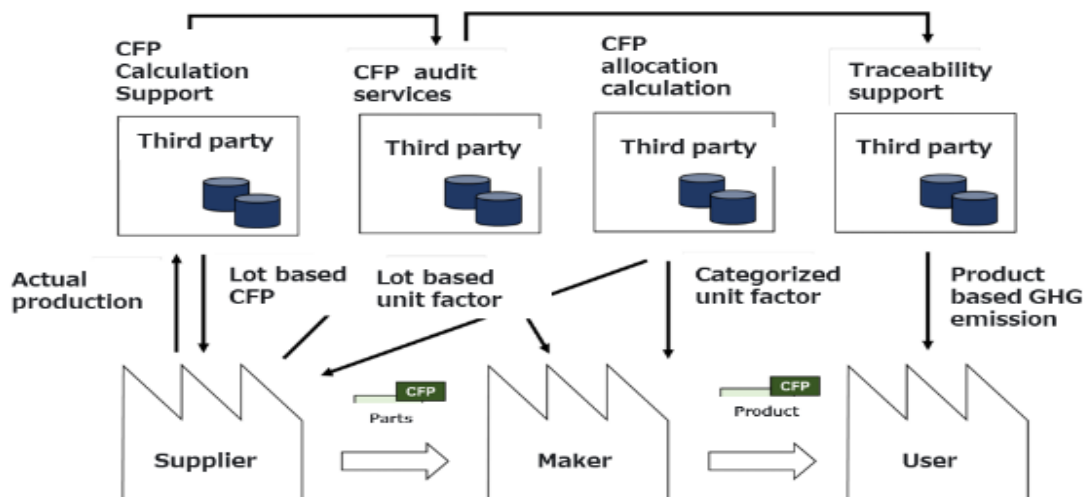 CFP
Calculation
Support
CFP audit
services
CFP
allocation
calculation
Traceability
support
Third party
Third party
Third party
Third party
Actual
production
Lot based
CFP
Lot based
unit factor
Categorized
unit factor
Product
based GHG
emission
CFP
Parts
CFP
Product
Supplier
Maker
User